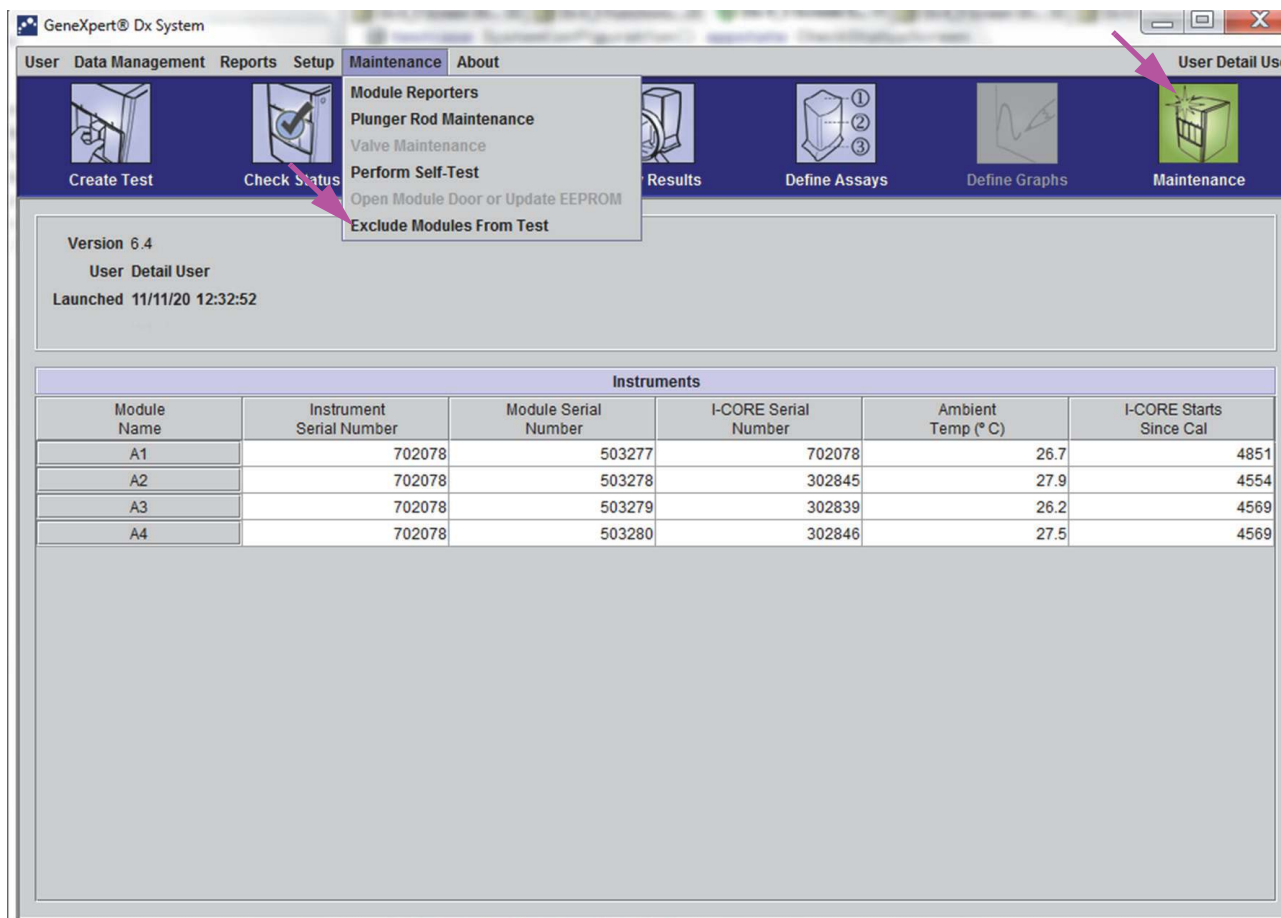 GeneXpert® Dx System
User Data Management Reports Setup Maintenance About User Detail Us
Module Reporters
Plunger Rod Maintenance
Valve Maintenance
Perform Self-Test
Open Module Door or Update EEPROM
Exclude Modules From Test
① ② ③
Create Test Check Status Results Define Assays Define Graphs Maintenance
Version 6.4
User Detail User
Launched 11/11/20 12:32:52
Instruments
Module Name Instrument Serial Number Module Serial Number I-CORE Serial Number Ambient Temp (° C) I-CORE Starts Since Cal
A1 702078 503277 702078 26.7 4851
A2 702078 503278 302845 27.9 4554
A3 702078 503279 302839 26.2 4569
A4 702078 503280 302846 27.5 4569